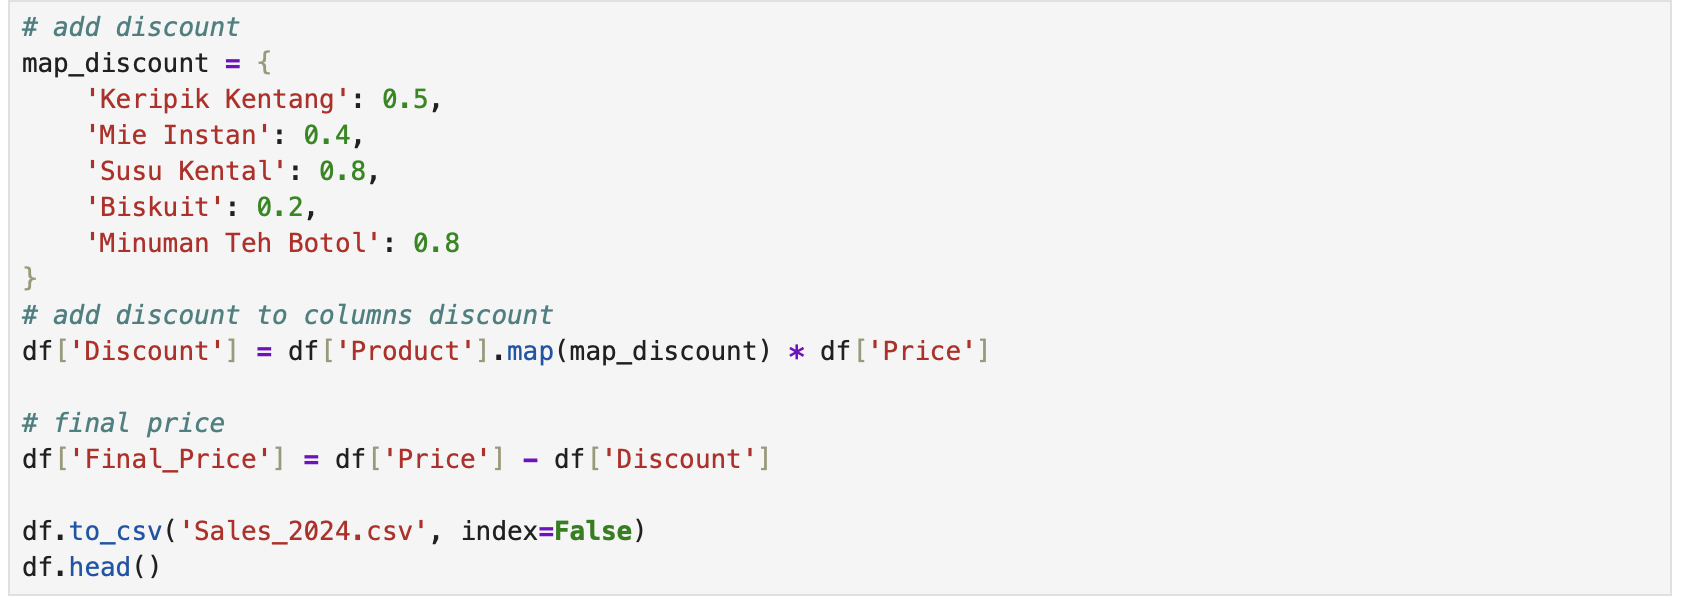 # add discount
map_discount = {
    'Keripik Kentang': 0.5,
    'Mie Instan': 0.4,
    'Susu Kental': 0.8,
    'Biskuit': 0.2,
    'Minuman Teh Botol': 0.8
}
# add discount to columns discount
df['Discount'] = df['Product'].map(map_discount) * df['Price']

# final price
df['Final_Price'] = df['Price'] - df['Discount']

df.to_csv('Sales_2024.csv', index=False)
df.head()